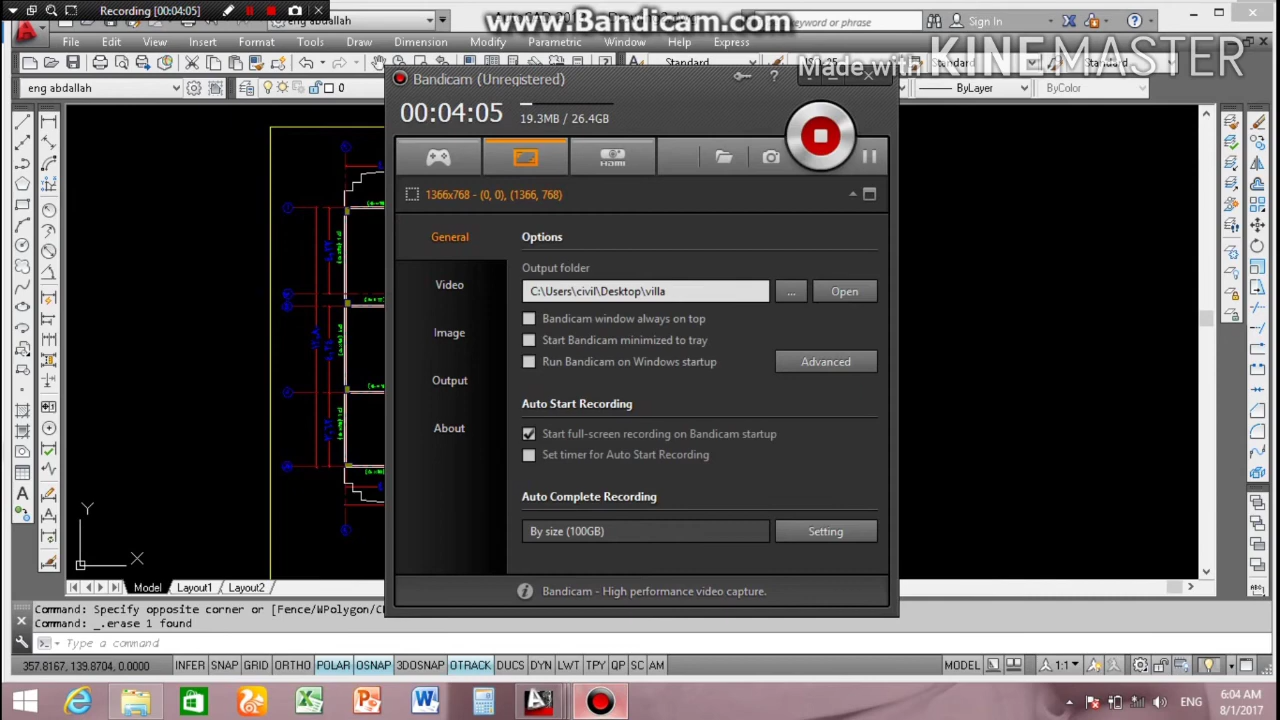 Recording [00:04:05]
eng abdallah
www.Bandicam.com
or phrase
Sign In
File Edit View Insert Format Tools Draw Dimension Modify Parametric Window Help Express
Made with KINEMASTER
Standard
eng abdallah
0
ByLayer
ByColor
Bandicam (Unregistered)
00:04:05
19.3MB / 26.4GB
HDMI
1366x768 - (0, 0), (1366, 768)
General
Video
Image
Output
About
Options
Output folder
C:\Users\civil\Desktop\villa
...
Open
Bandicam window always on top
Start Bandicam minimized to tray
Run Bandicam on Windows startup
Advanced
Auto Start Recording
Start full-screen recording on Bandicam startup
Set timer for Auto Start Recording
Auto Complete Recording
By size (100GB)
Setting
Bandicam - High performance video capture.
Y
X
Model Layout1 Layout2
Command: Specify opposite corner or [Fence/WPolygon/C
Command: _.erase 1 found
Type a command
357.8167, 139.8704, 0.0000
INFER SNAP GRID ORTHO POLAR OSNAP 3DOSNAP OTRACK DUCS DYN LWT TPY QP SC AM
MODEL
1:1
ENG
6:04 AM
8/1/2017